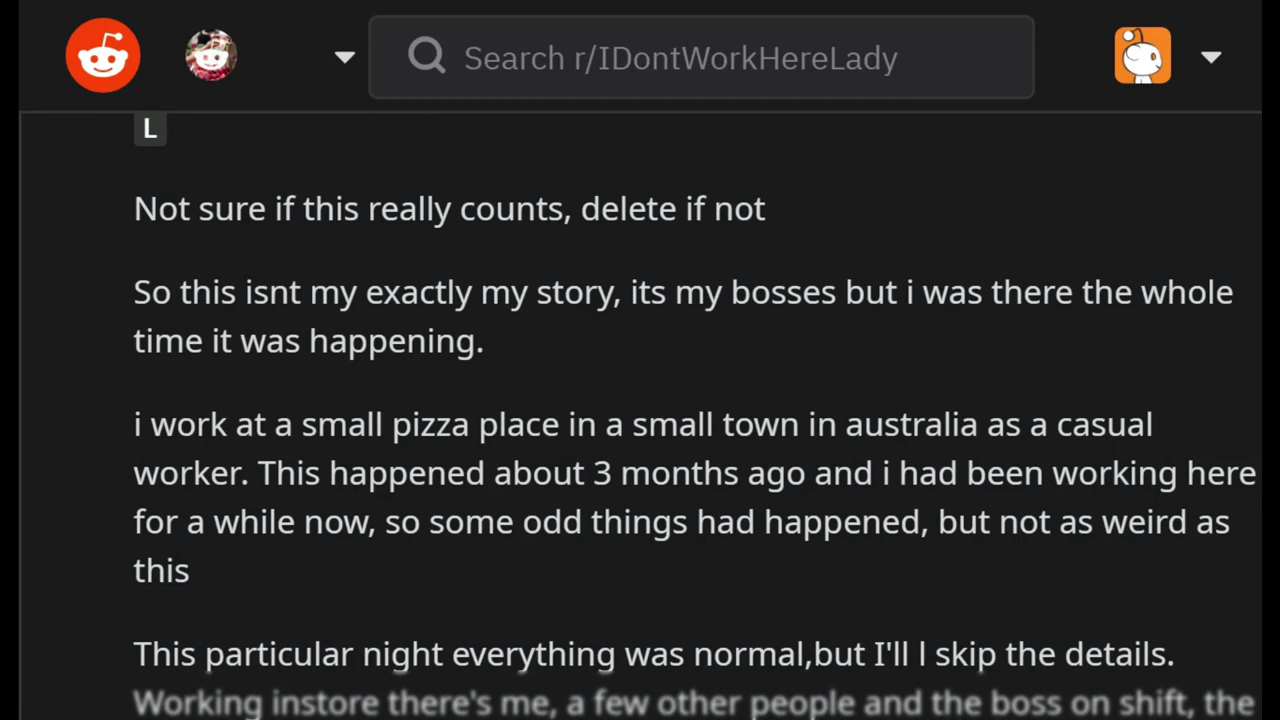 Search r/IDontWorkHereLady
L
Not sure if this really counts, delete if not
So this isnt my exactly my story, its my bosses but i was there the whole
time it was happening.
i work at a small pizza place in a small town in australia as a casual
worker. This happened about 3 months ago and i had been working here
for a while now, so some odd things had happened, but not as weird as
this
This particular night everything was normal,but I'll l skip the details.
Working instore there's me, a few other people and the boss on shift, the